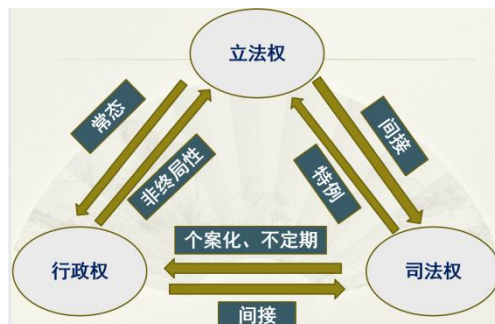 立法权
常态
间接
非终局性
特例
个案化、不定期
行政权
司法权
间接